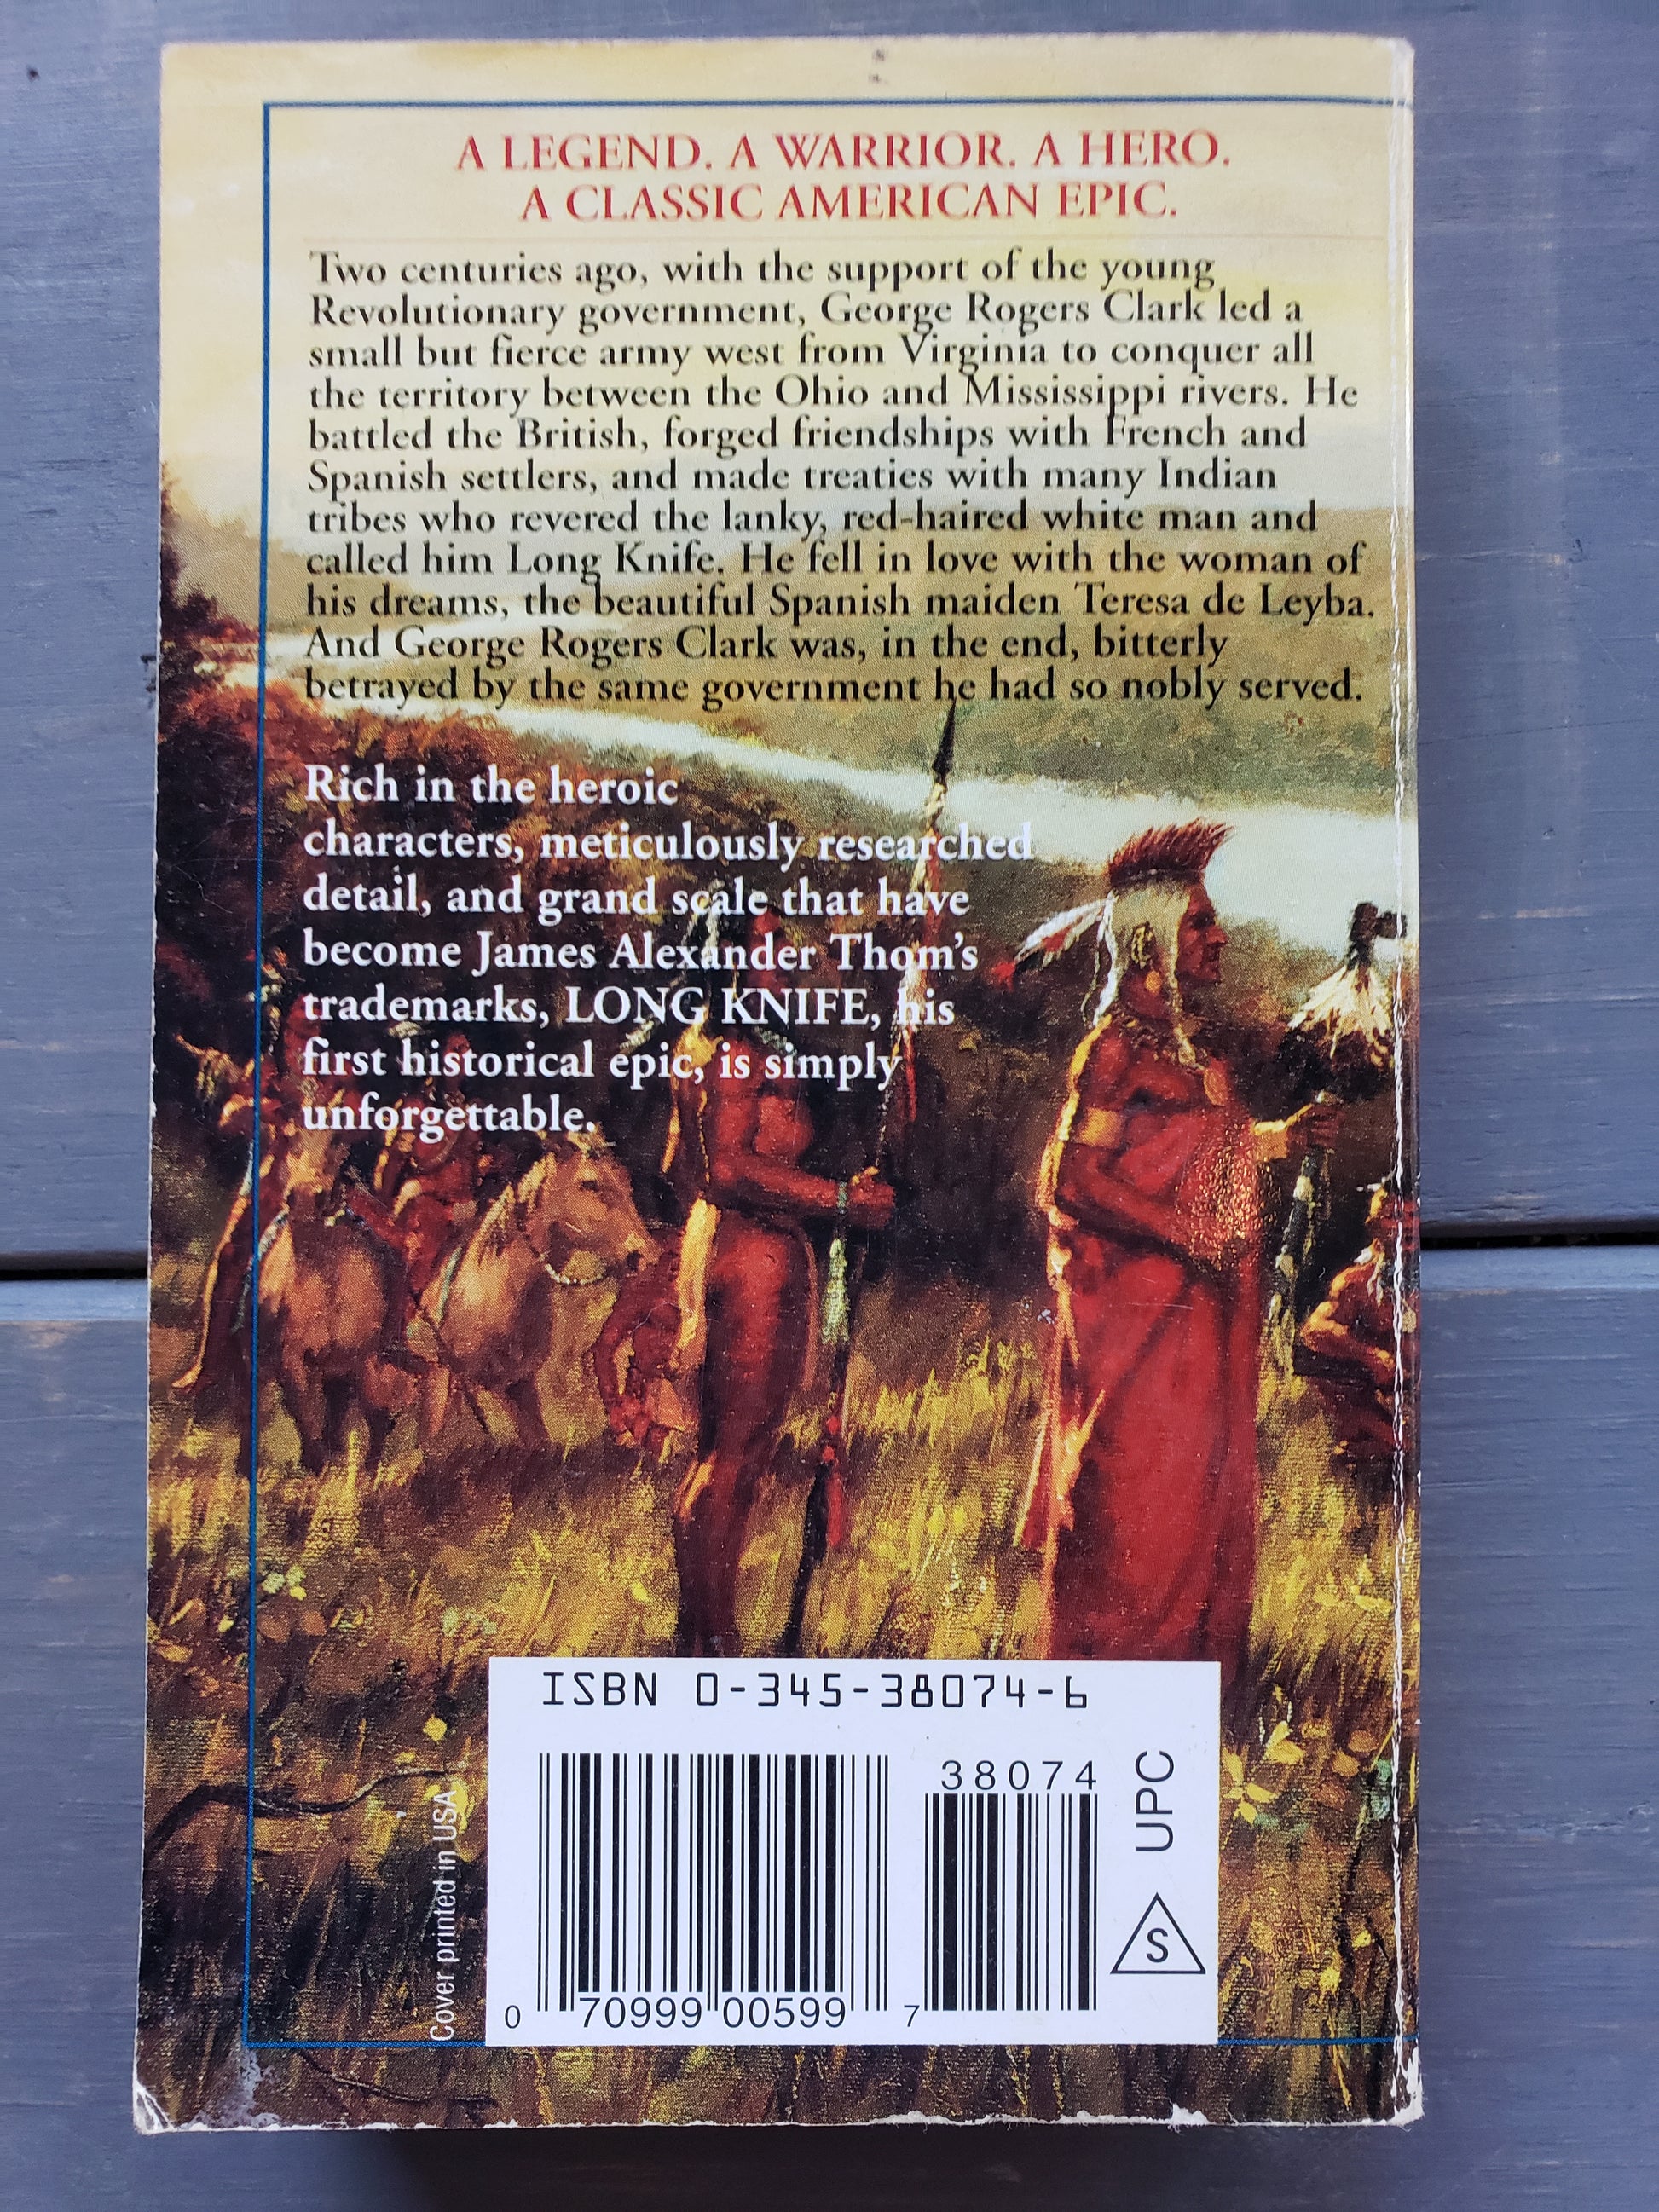 A LEGEND. A WARRIOR. A HERO.
A CLASSIC AMERICAN EPIC.
Two centuries ago, with the support of the young
Revolutionary government, George Rogers Clark led a
small but fierce army west from Virginia to conquer all
the territory between the Ohio and Mississippi rivers. He
battled the British, forged friendships with French and
Spanish settlers, and made treaties with many Indian
tribes who revered the lanky, red-haired white man and
called him Long Knife. He fell in love with the woman of
his dreams, the beautiful Spanish maiden Teresa de Leyba.
And George Rogers Clark was, in the end, bitterly
betrayed by the same government he had so nobly served.
Rich in the heroic
characters, meticulously researched
detail, and grand scale that have
become James Alexander Thom's
trademarks, LONG KNIFE, his
first historical epic, is simply
unforgettable.
ISBN 0-345-38074-6
38074
UPC
S
0 70999 00599 7
Cover printed in USA